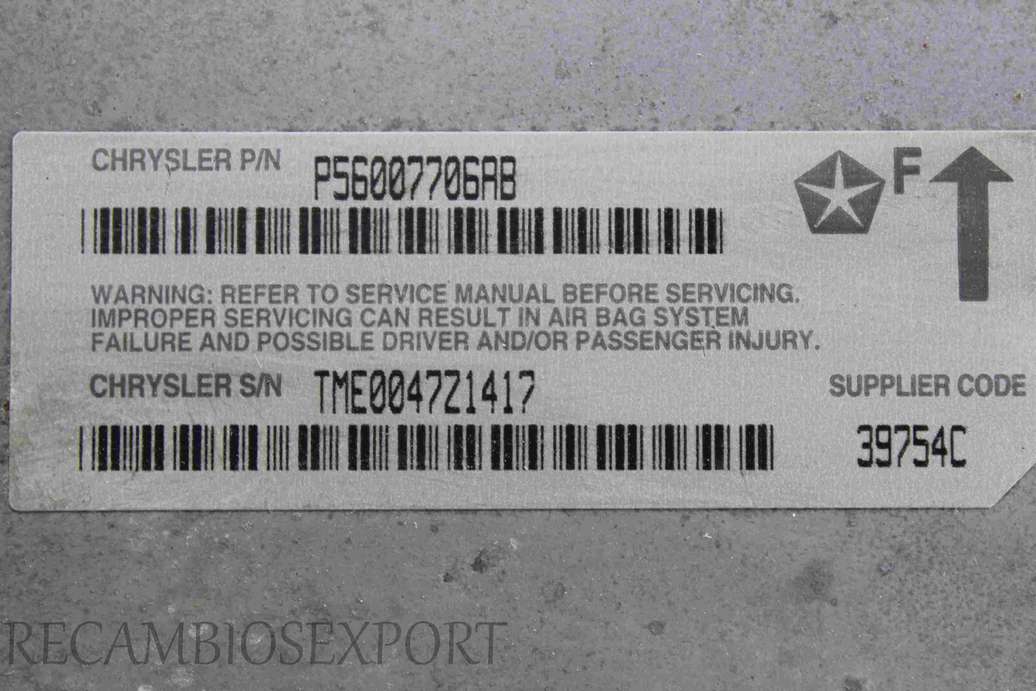 CHRYSLER P/N P56007706AB
F
WARNING: REFER TO SERVICE MANUAL BEFORE SERVICING.
IMPROPER SERVICING CAN RESULT IN AIR BAG SYSTEM
FAILURE AND POSSIBLE DRIVER AND/OR PASSENGER INJURY.
CHRYSLER S/N TME0047Z1417
SUPPLIER CODE
39754C
RECAMBIOSEXPORT